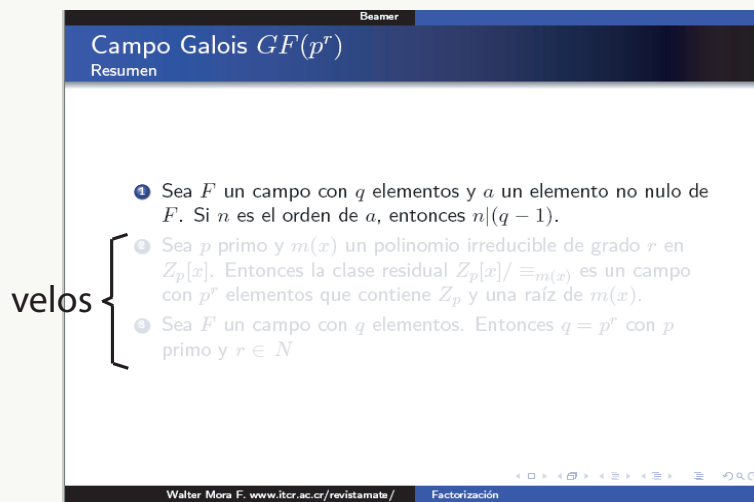 Beamer
Campo Galois GF(p^r)
Resumen
1 Sea F un campo con q elementos y a un elemento no nulo de
F. Si n es el orden de a, entonces n|(q − 1).
2 Sea p primo y m(x) un polinomio irreducible de grado r en
Z_p[x]. Entonces la clase residual Z_p[x]/ ≡_{m(x)} es un campo
con p^r elementos que contiene Z_p y una raíz de m(x).
velos
3 Sea F un campo con q elementos. Entonces q = p^r con p
primo y r ∈ N
Walter Mora F. www.itcr.ac.cr/revistamate/ Factorización